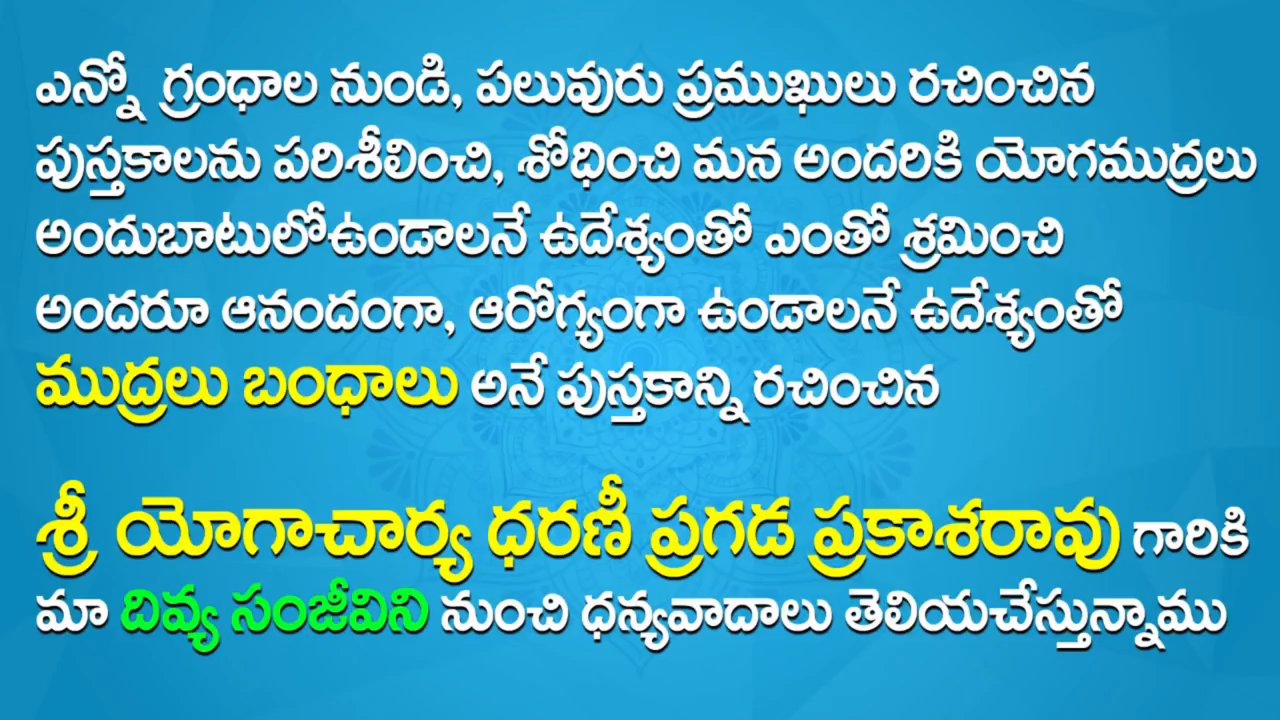 ఎన్నో గ్రంధాల నుండి, పలువురు ప్రముఖులు రచించిన
పుస్తకాలను పరిశీలించి, శోధించి మన అందరికి యోగముద్రలు
అందుబాటులోఉండాలనే ఉదేశ్యంతో ఎంతో శ్రమించి
అందరూ ఆనందంగా, ఆరోగ్యంగా ఉండాలనే ఉదేశ్యంతో
ముద్రలు బంధాలు అనే పుస్తకాన్ని రచించిన
శ్రీ యోగాచార్య ధరణీ ప్రగడ ప్రకాశరావు గారికి
మా దివ్య సంజీవిని నుంచి ధన్యవాదాలు తెలియచేస్తున్నాము